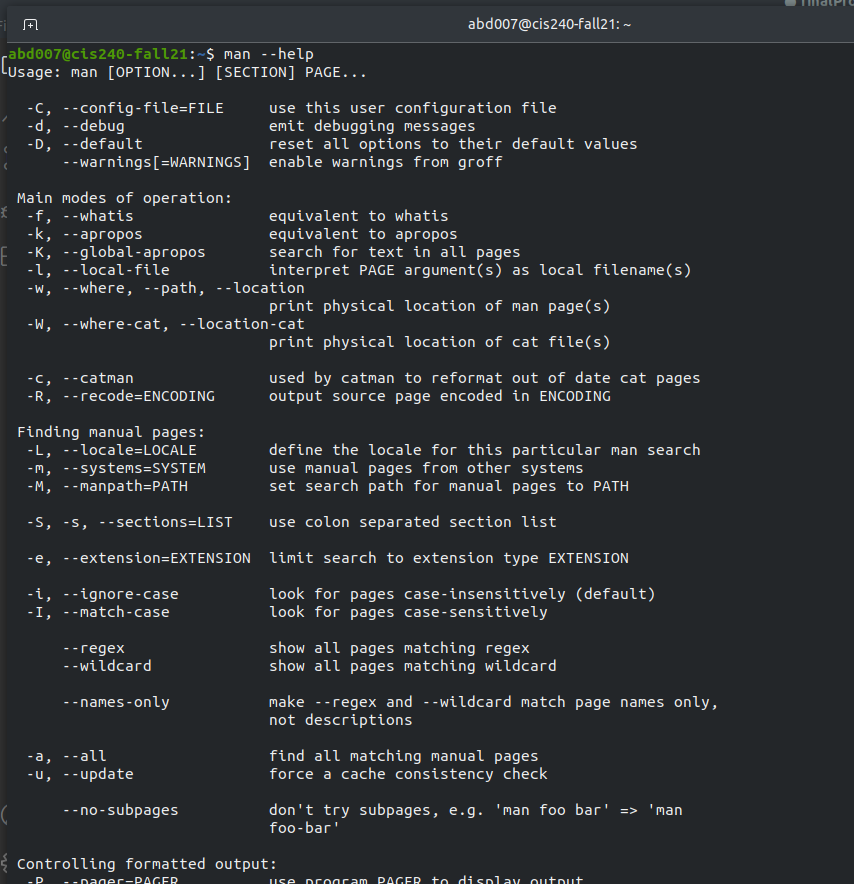 finalPro
abd007@cis240-fall21: ~
abd007@cis240-fall21:~$ man --help
Usage: man [OPTION...] [SECTION] PAGE...

  -C, --config-file=FILE     use this user configuration file
  -d, --debug                emit debugging messages
  -D, --default              reset all options to their default values
      --warnings[=WARNINGS]  enable warnings from groff

 Main modes of operation:
  -f, --whatis               equivalent to whatis
  -k, --apropos              equivalent to apropos
  -K, --global-apropos       search for text in all pages
  -l, --local-file           interpret PAGE argument(s) as local filename(s)
  -w, --where, --path, --location
                             print physical location of man page(s)
  -W, --where-cat, --location-cat
                             print physical location of cat file(s)

  -c, --catman               used by catman to reformat out of date cat pages
  -R, --recode=ENCODING      output source page encoded in ENCODING

 Finding manual pages:
  -L, --locale=LOCALE        define the locale for this particular man search
  -m, --systems=SYSTEM       use manual pages from other systems
  -M, --manpath=PATH         set search path for manual pages to PATH

  -S, -s, --sections=LIST    use colon separated section list

  -e, --extension=EXTENSION  limit search to extension type EXTENSION

  -i, --ignore-case          look for pages case-insensitively (default)
  -I, --match-case           look for pages case-sensitively

      --regex                show all pages matching regex
      --wildcard             show all pages matching wildcard

      --names-only           make --regex and --wildcard match page names only,
                             not descriptions

  -a, --all                  find all matching manual pages
  -u, --update               force a cache consistency check

      --no-subpages          don't try subpages, e.g. 'man foo bar' => 'man
                             foo-bar'

 Controlling formatted output:
  -P, --pager=PAGER          use program PAGER to display output